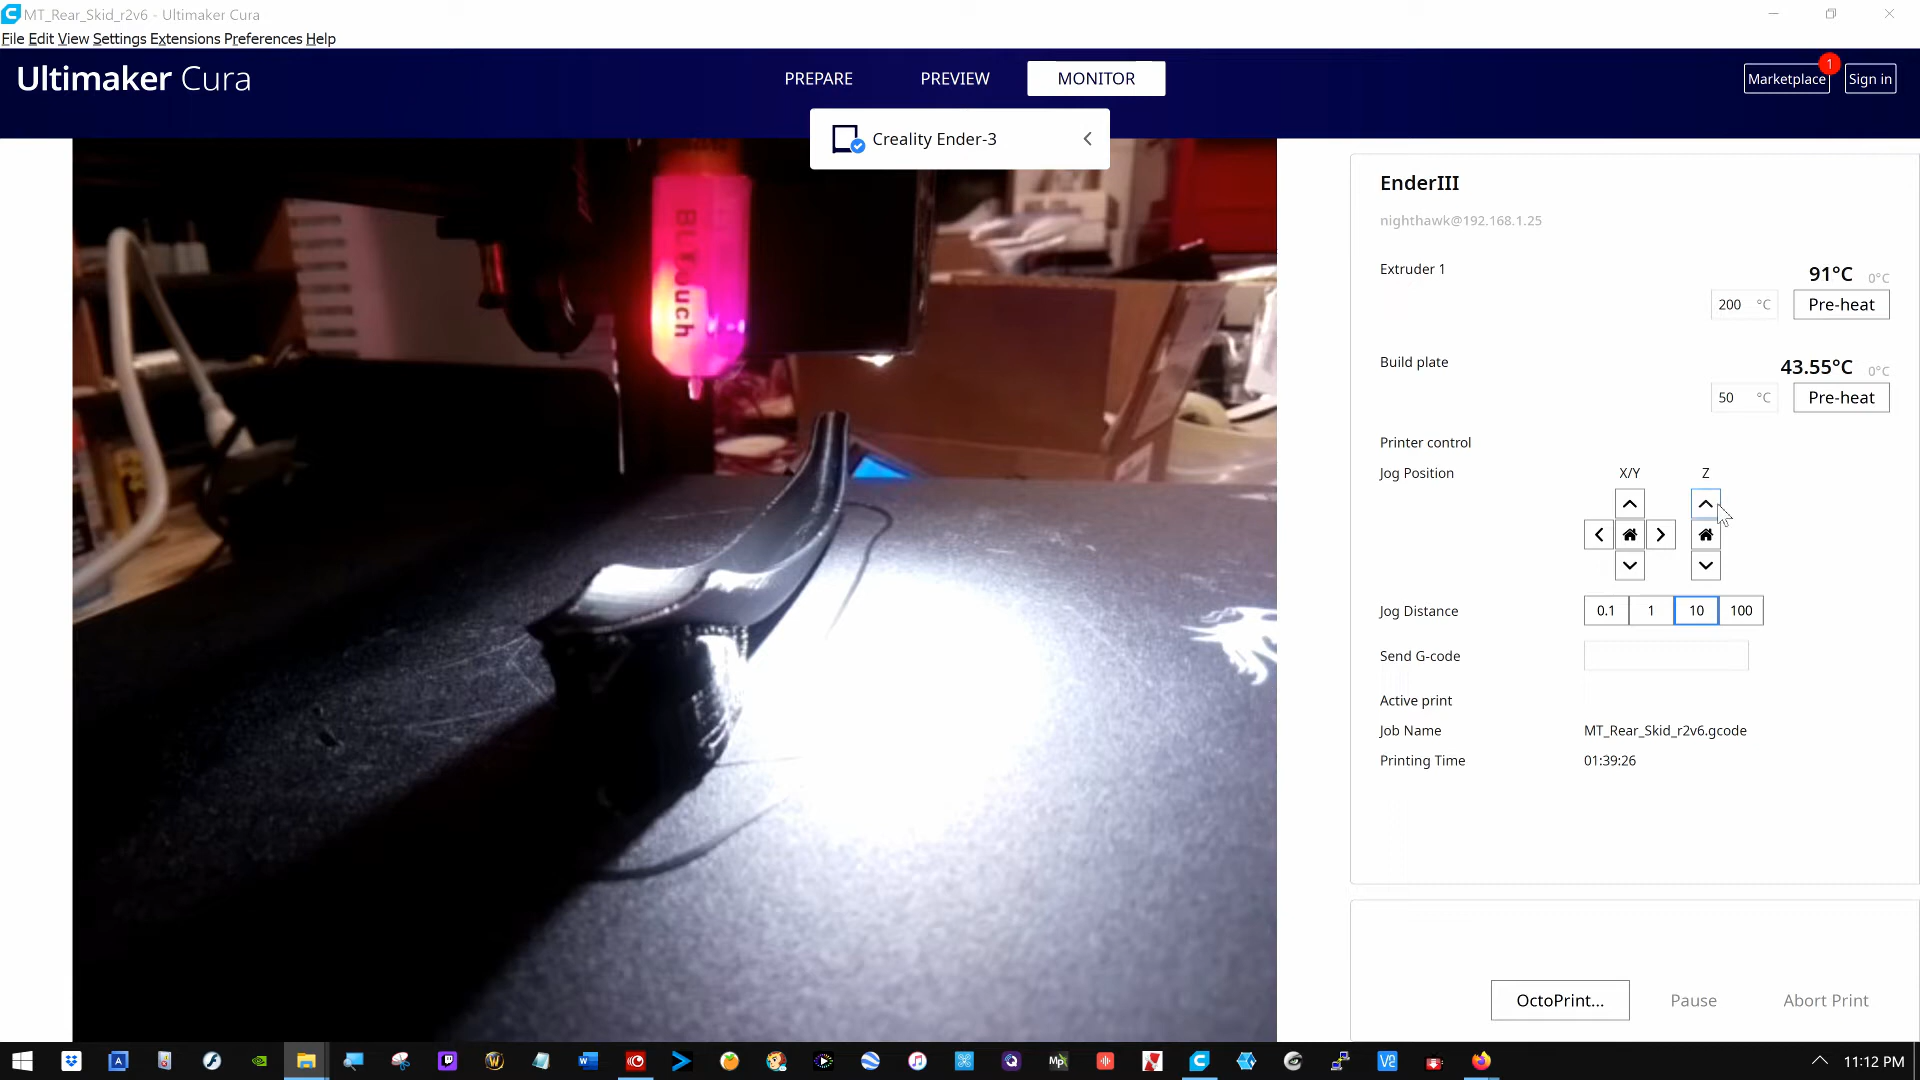 MT_Rear_Skid_r2v6 - Ultimaker Cura
File Edit View Settings Extensions Preferences Help
Ultimaker Cura
PREPARE
PREVIEW
MONITOR
Marketplace
1
Sign in
Creality Ender-3
BLTouch
EnderIII
nighthawk@192.168.1.25
Extruder 1
91°C 0°C
200 °C
Pre-heat
Build plate
43.55°C 0°C
50 °C
Pre-heat
Printer control
Jog Position
X/Y
Z
Jog Distance
0.1 1 10 100
Send G-code
Active print
Job Name
MT_Rear_Skid_r2v6.gcode
Printing Time
01:39:26
OctoPrint...
Pause
Abort Print
11:12 PM